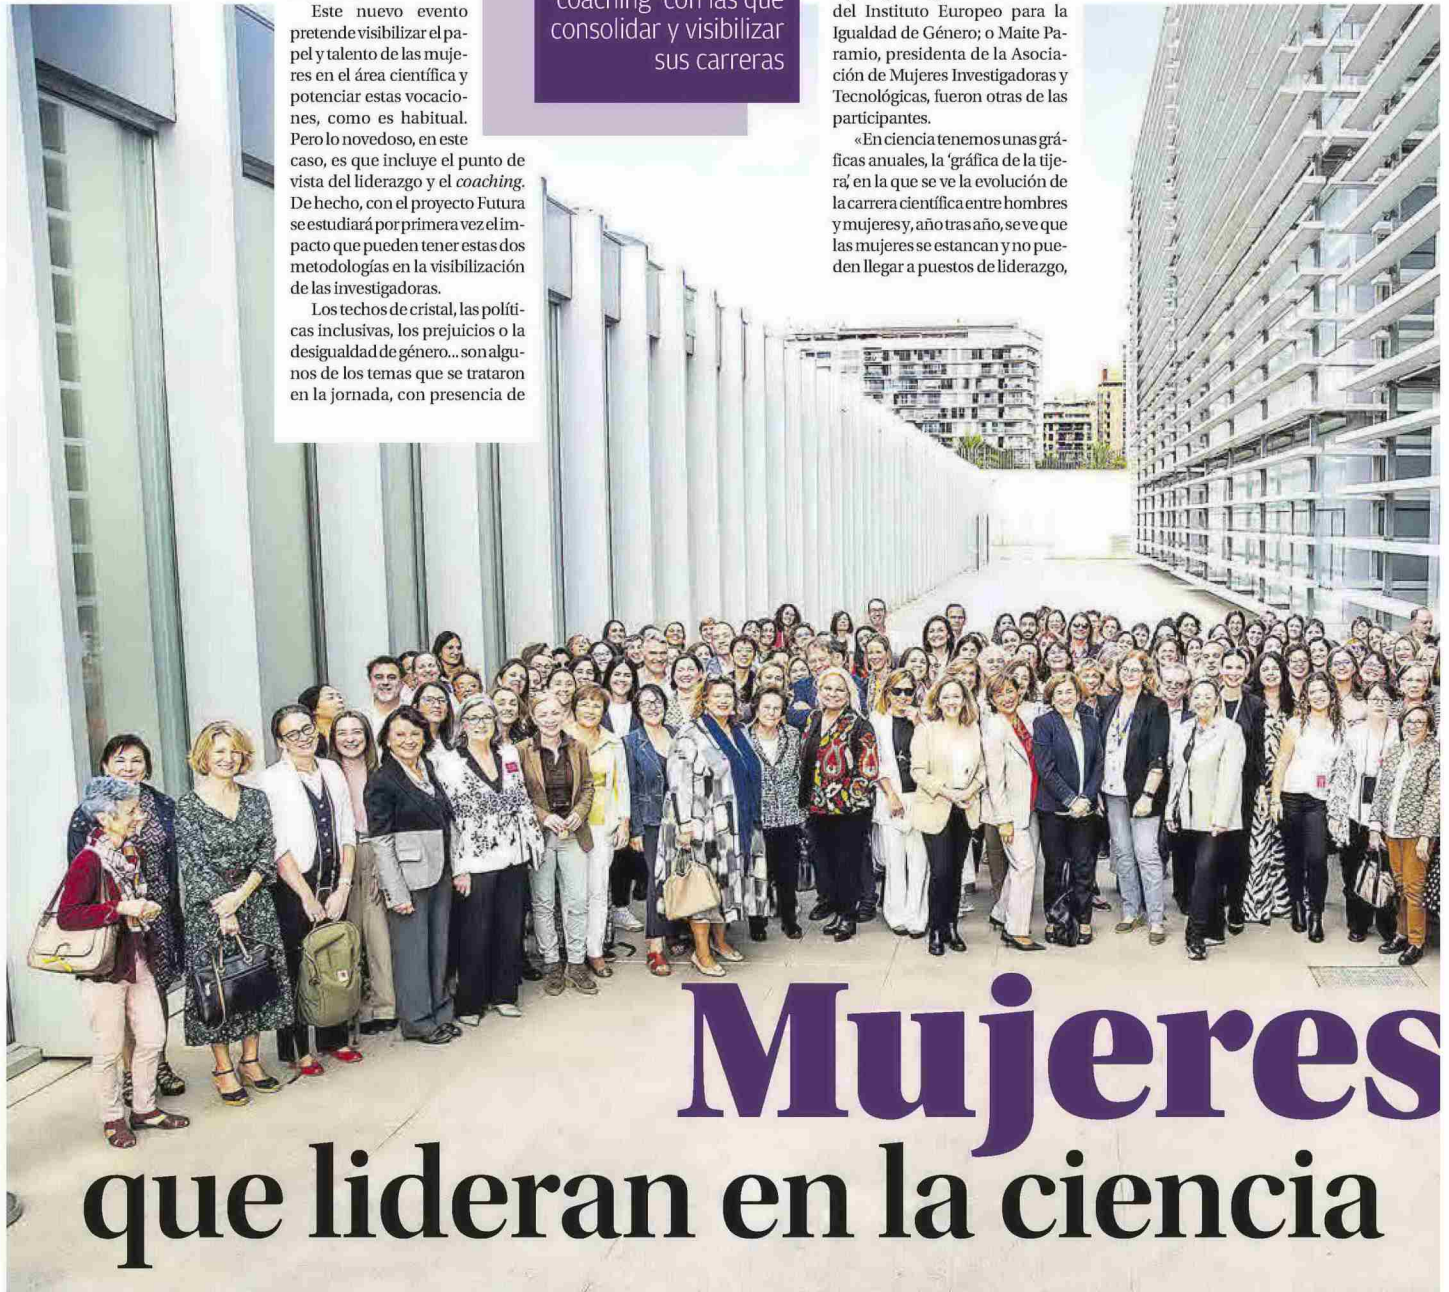 Este nuevo evento
pretende visibilizar el pa-
pel y talento de las muje-
res en el área científica y
potenciar estas vocacio-
nes, como es habitual.
Pero lo novedoso, en este
caso, es que incluye el punto de
vista del liderazgo y el coaching.
De hecho, con el proyecto Futura
se estudiará por primera vez el im-
pacto que pueden tener estas dos
metodologías en la visibilización
de las investigadoras.
Los techos de cristal, las políti-
cas inclusivas, los prejuicios o la
desigualdad de género... son algu-
nos de los temas que se trataron
en la jornada, con presencia de
coaching' con las que
consolidar y visibilizar
sus carreras
del Instituto Europeo para la
Igualdad de Género; o Maite Pa-
ramio, presidenta de la Asocia-
ción de Mujeres Investigadoras y
Tecnológicas, fueron otras de las
participantes.
«En ciencia tenemos unas grá-
ficas anuales, la 'gráfica de la tije-
ra', en la que se ve la evolución de
la carrera científica entre hombres
y mujeres y, año tras año, se ve que
las mujeres se estancan y no pue-
den llegar a puestos de liderazgo,
Mujeres
que lideran en la ciencia